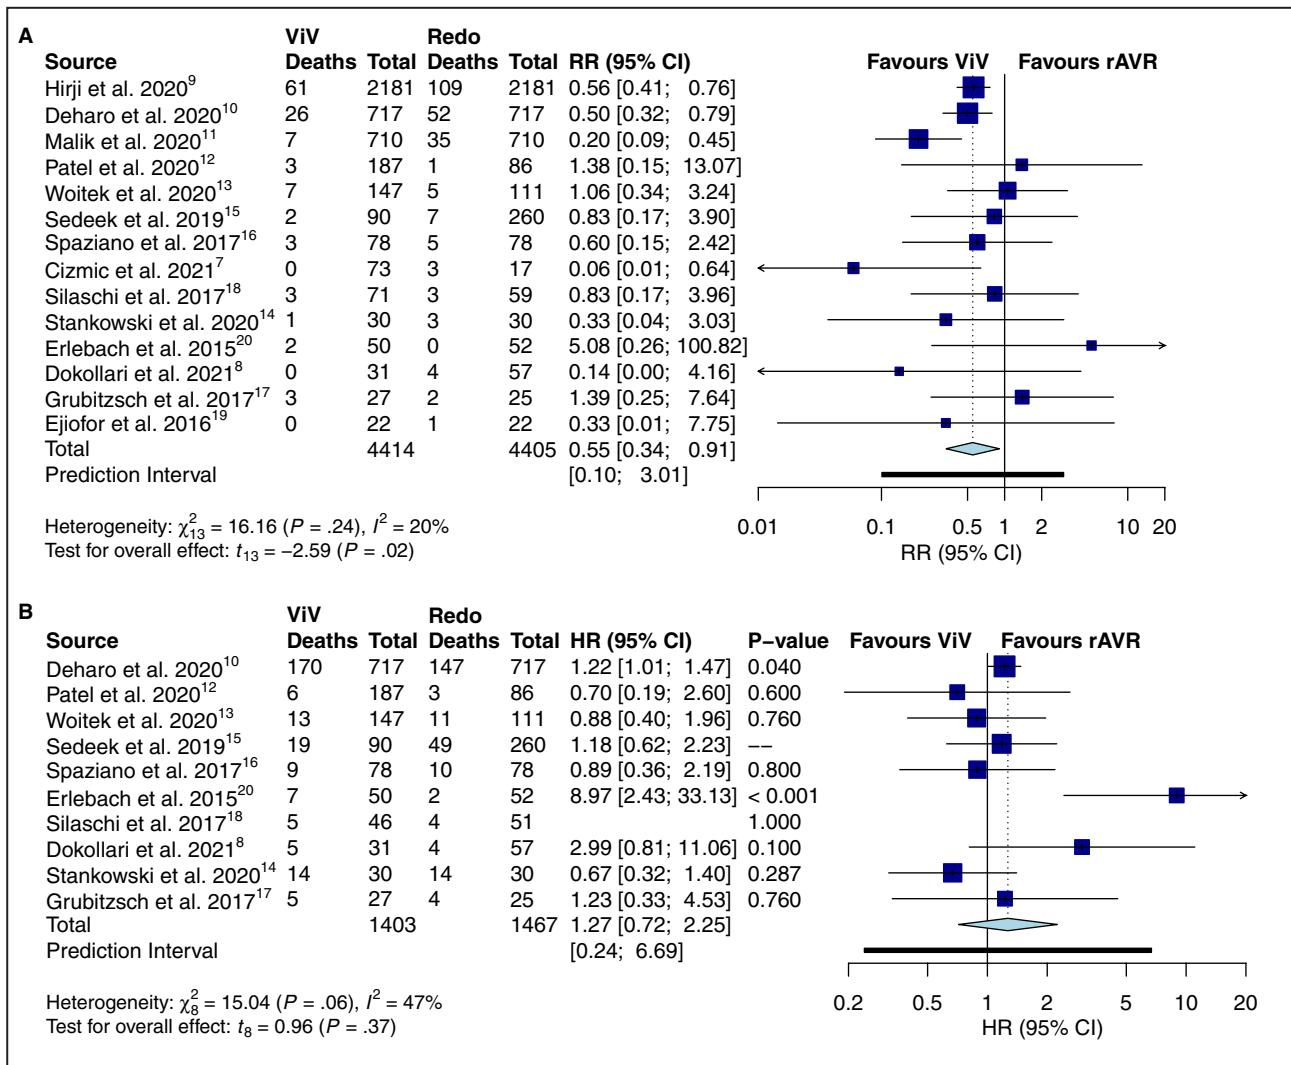 A
ViV Redo
Source Deaths Total Deaths Total RR (95% CI) Favours ViV Favours rAVR
Hirji et al. 2020⁹ 61 2181 109 2181 0.56 [0.41; 0.76]
Deharo et al. 2020¹⁰ 26 717 52 717 0.50 [0.32; 0.79]
Malik et al. 2020¹¹ 7 710 35 710 0.20 [0.09; 0.45]
Patel et al. 2020¹² 3 187 1 86 1.38 [0.15; 13.07]
Woitek et al. 2020¹³ 7 147 5 111 1.06 [0.34; 3.24]
Sedeek et al. 2019¹⁵ 2 90 7 260 0.83 [0.17; 3.90]
Spaziano et al. 2017¹⁶ 3 78 5 78 0.60 [0.15; 2.42]
Cizmic et al. 2021⁷ 0 73 3 17 0.06 [0.01; 0.64]
Silaschi et al. 2017¹⁸ 3 71 3 59 0.83 [0.17; 3.96]
Stankowski et al. 2020¹⁴ 1 30 3 30 0.33 [0.04; 3.03]
Erlebach et al. 2015²⁰ 2 50 0 52 5.08 [0.26; 100.82]
Dokollari et al. 2021⁸ 0 31 4 57 0.14 [0.00; 4.16]
Grubitzsch et al. 2017¹⁷ 3 27 2 25 1.39 [0.25; 7.64]
Ejiofor et al. 2016¹⁹ 0 22 1 22 0.33 [0.01; 7.75]
Total 4414 4405 0.55 [0.34; 0.91]
Prediction Interval [0.10; 3.01]
0.01 0.1 0.5 1 2 10 20
RR (95% CI)
Heterogeneity: χ²₁₃ = 16.16 (P = .24), I² = 20%
Test for overall effect: t₁₃ = −2.59 (P = .02)
B
ViV Redo
Source Deaths Total Deaths Total HR (95% CI) P−value Favours ViV Favours rAVR
Deharo et al. 2020¹⁰ 170 717 147 717 1.22 [1.01; 1.47] 0.040
Patel et al. 2020¹² 6 187 3 86 0.70 [0.19; 2.60] 0.600
Woitek et al. 2020¹³ 13 147 11 111 0.88 [0.40; 1.96] 0.760
Sedeek et al. 2019¹⁵ 19 90 49 260 1.18 [0.62; 2.23] −−
Spaziano et al. 2017¹⁶ 9 78 10 78 0.89 [0.36; 2.19] 0.800
Erlebach et al. 2015²⁰ 7 50 2 52 8.97 [2.43; 33.13] < 0.001
Silaschi et al. 2017¹⁸ 5 46 4 51 1.000
Dokollari et al. 2021⁸ 5 31 4 57 2.99 [0.81; 11.06] 0.100
Stankowski et al. 2020¹⁴ 14 30 14 30 0.67 [0.32; 1.40] 0.287
Grubitzsch et al. 2017¹⁷ 5 27 4 25 1.23 [0.33; 4.53] 0.760
Total 1403 1467 1.27 [0.72; 2.25]
Prediction Interval [0.24; 6.69]
0.2 0.5 1 2 5 10 20
HR (95% CI)
Heterogeneity: χ²₈ = 15.04 (P = .06), I² = 47%
Test for overall effect: t₈ = 0.96 (P = .37)